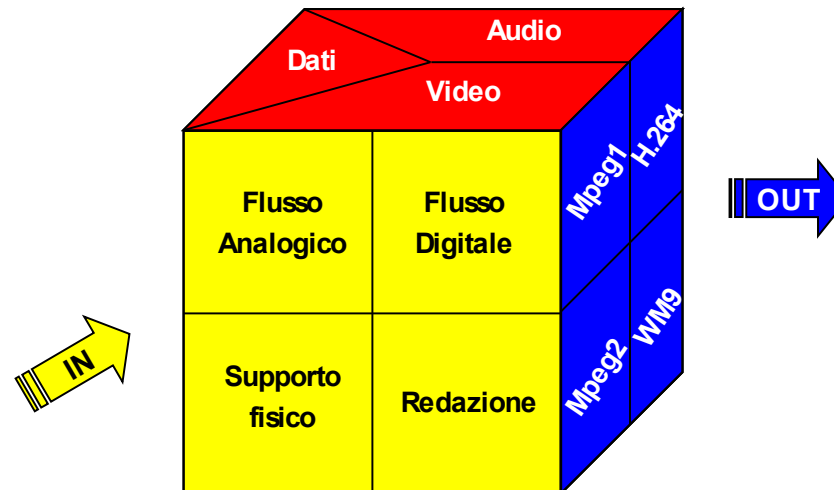 Audio
Dati
Video
Flusso
Analogico
Flusso
Digitale
Mpeg1
H.264
OUT
IN
Supporto
fisico
Redazione
Mpeg2
WM9